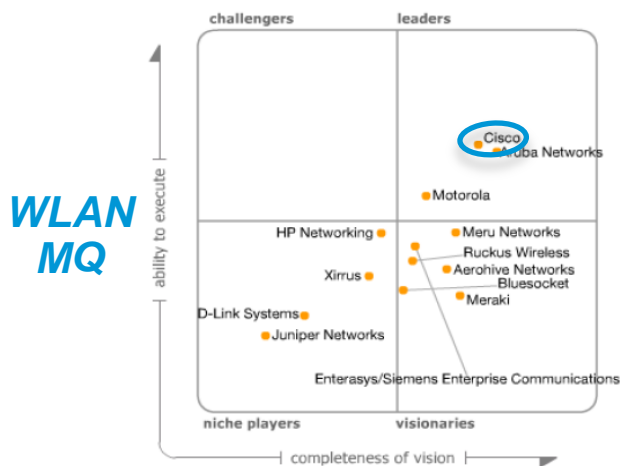 challengers
leaders
WLAN
MQ
ability to execute
Cisco
Aruba Networks
Motorola
HP Networking
Meru Networks
Ruckus Wireless
Xirrus
Aerohive Networks
Bluesocket
Meraki
D-Link Systems
Juniper Networks
Enterasys/Siemens Enterprise Communications
niche players
visionaries
completeness of vision